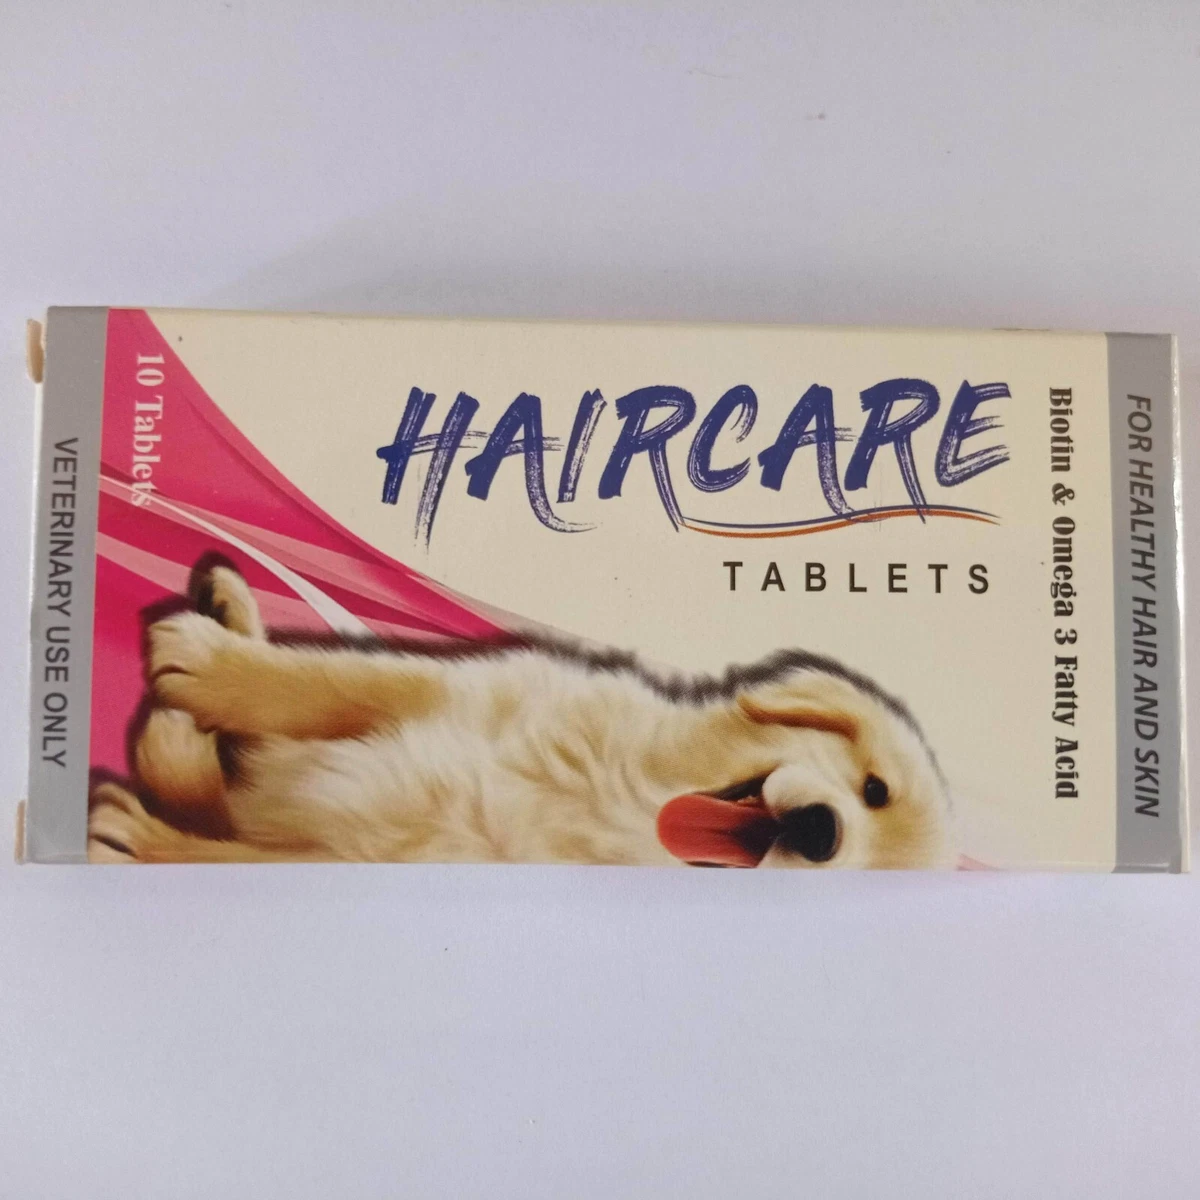 HAIRCARE
TABLETS
Biotin & Omega 3 Fatty Acid
FOR HEALTHY HAIR AND SKIN
10 Tablets
VETERINARY USE ONLY